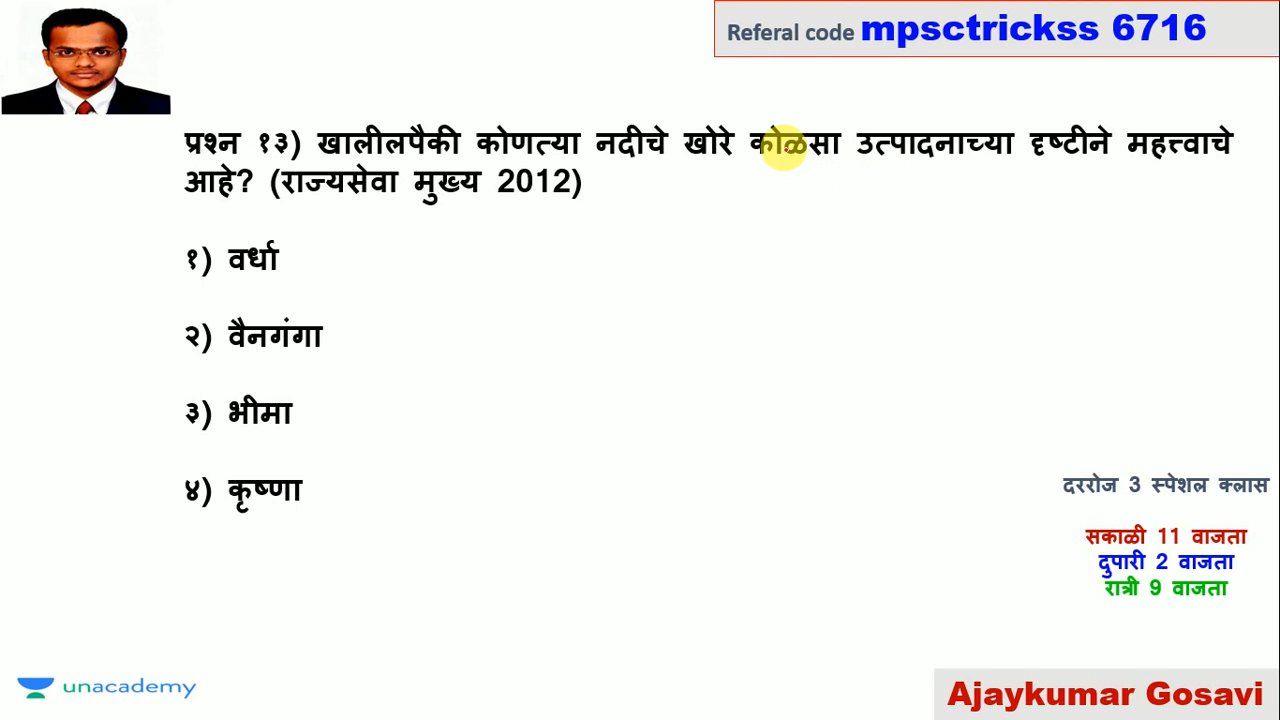 Referal code mpsctrickss 6716
प्रश्न १३) खालीलपैकी कोणत्या नदीचे खोरे कोळसा उत्पादनाच्या दृष्टीने महत्त्वाचे
आहे? (राज्यसेवा मुख्य 2012)
१) वर्धा
२) वैनगंगा
३) भीमा
४) कृष्णा
दररोज 3 स्पेशल क्लास
सकाळी 11 वाजता
दुपारी 2 वाजता
रात्री 9 वाजता
unacademy
Ajaykumar Gosavi